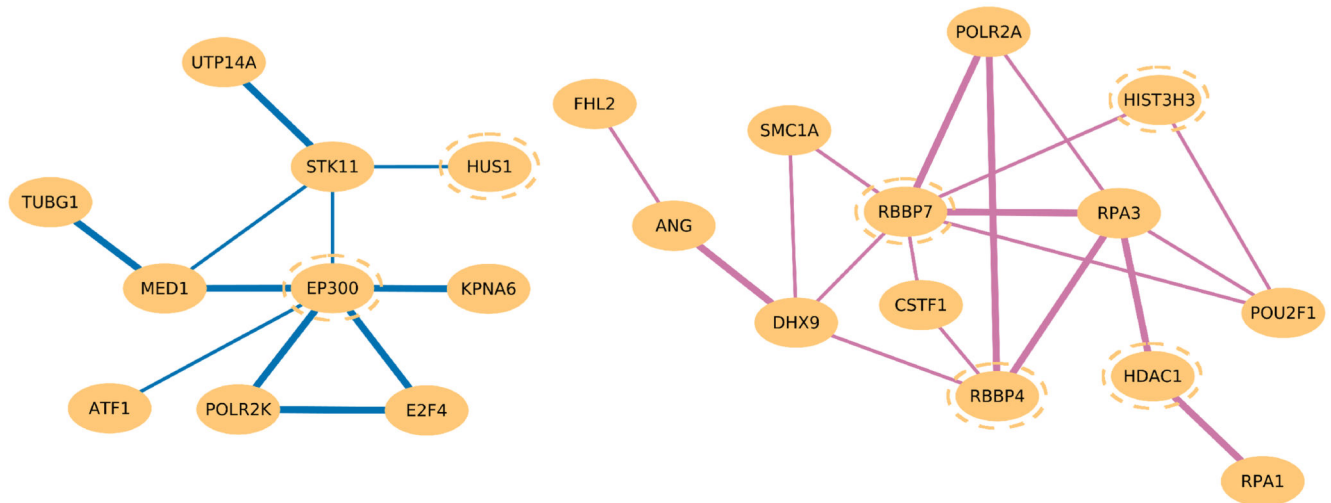 UTP14A
STK11
HUS1
TUBG1
MED1
EP300
KPNA6
ATF1
POLR2K
E2F4
POLR2A
FHL2
HIST3H3
SMC1A
RBBP7
RPA3
ANG
CSTF1
POU2F1
DHX9
HDAC1
RBBP4
RPA1